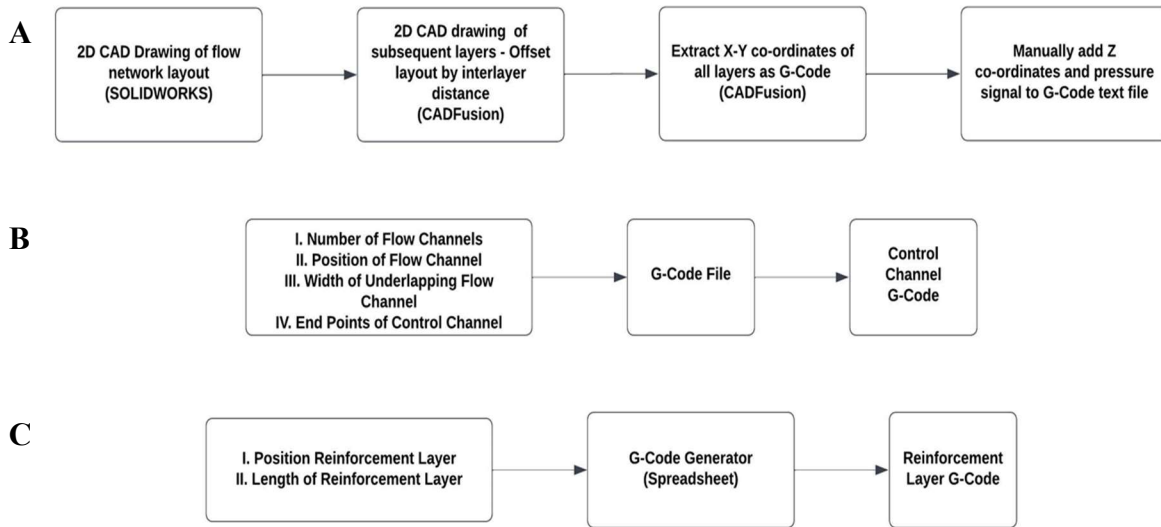 A
2D CAD Drawing of flow
network layout
(SOLIDWORKS)
2D CAD drawing of
subsequent layers - Offset
layout by interlayer
distance
(CADFusion)
Extract X-Y co-ordinates of
all layers as G-Code
(CADFusion)
Manually add Z
co-ordinates and pressure
signal to G-Code text file
B
I. Number of Flow Channels
II. Position of Flow Channel
III. Width of Underlapping Flow
Channel
IV. End Points of Control Channel
G-Code File
Control
Channel
G-Code
C
I. Position Reinforcement Layer
II. Length of Reinforcement Layer
G-Code Generator
(Spreadsheet)
Reinforcement
Layer G-Code